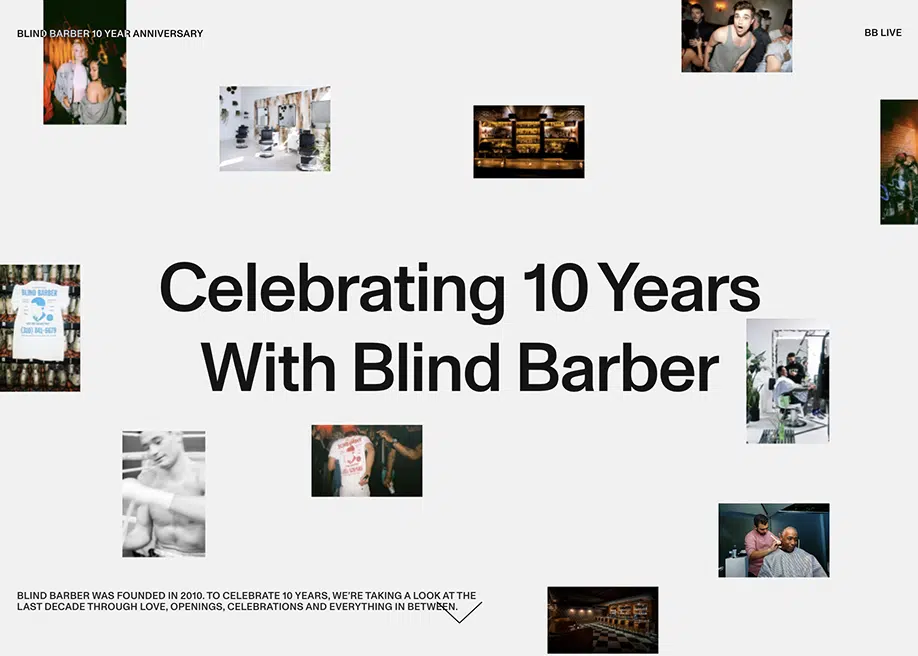 BLIND BARBER 10 YEAR ANNIVERSARY
BB LIVE
Celebrating 10 Years
With Blind Barber
BLIND BARBER
BLIND BARBER WAS FOUNDED IN 2010. TO CELEBRATE 10 YEARS, WE'RE TAKING A LOOK AT THE
LAST DECADE THROUGH LOVE, OPENINGS, CELEBRATIONS AND EVERYTHING IN BETWEEN.